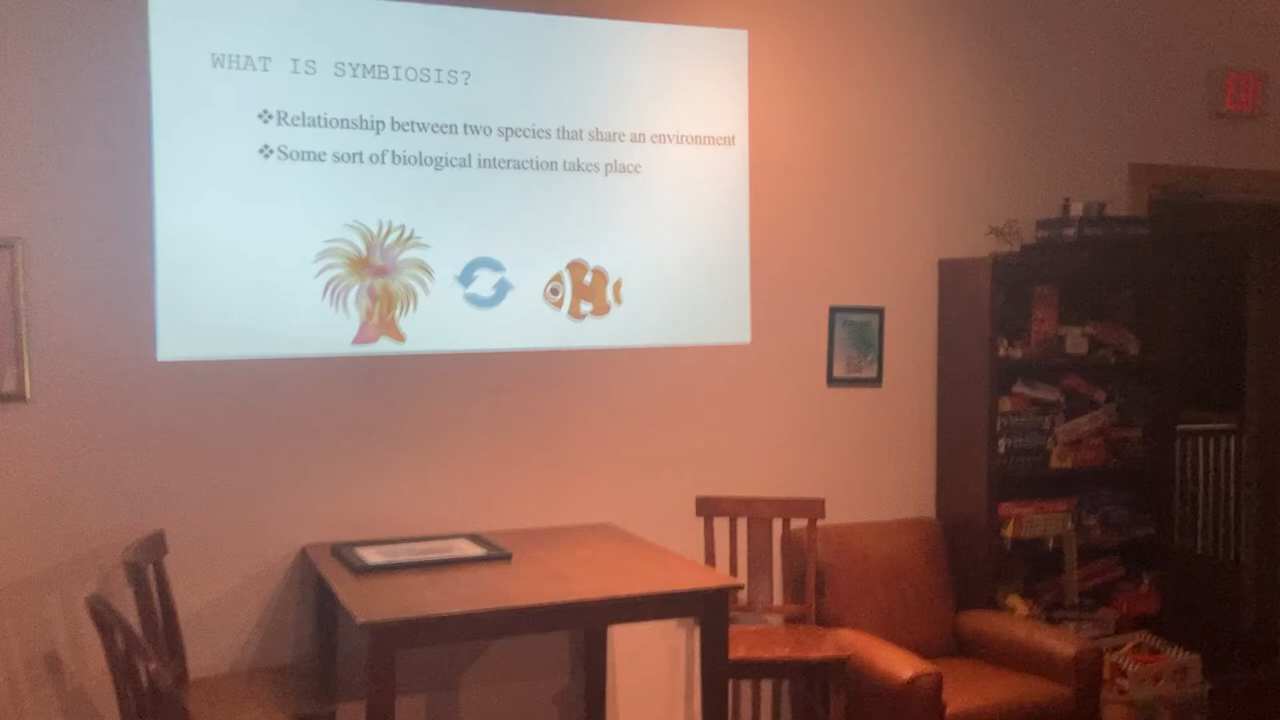 WHAT IS SYMBIOSIS?
❖Relationship between two species that share an environment
❖Some sort of biological interaction takes place